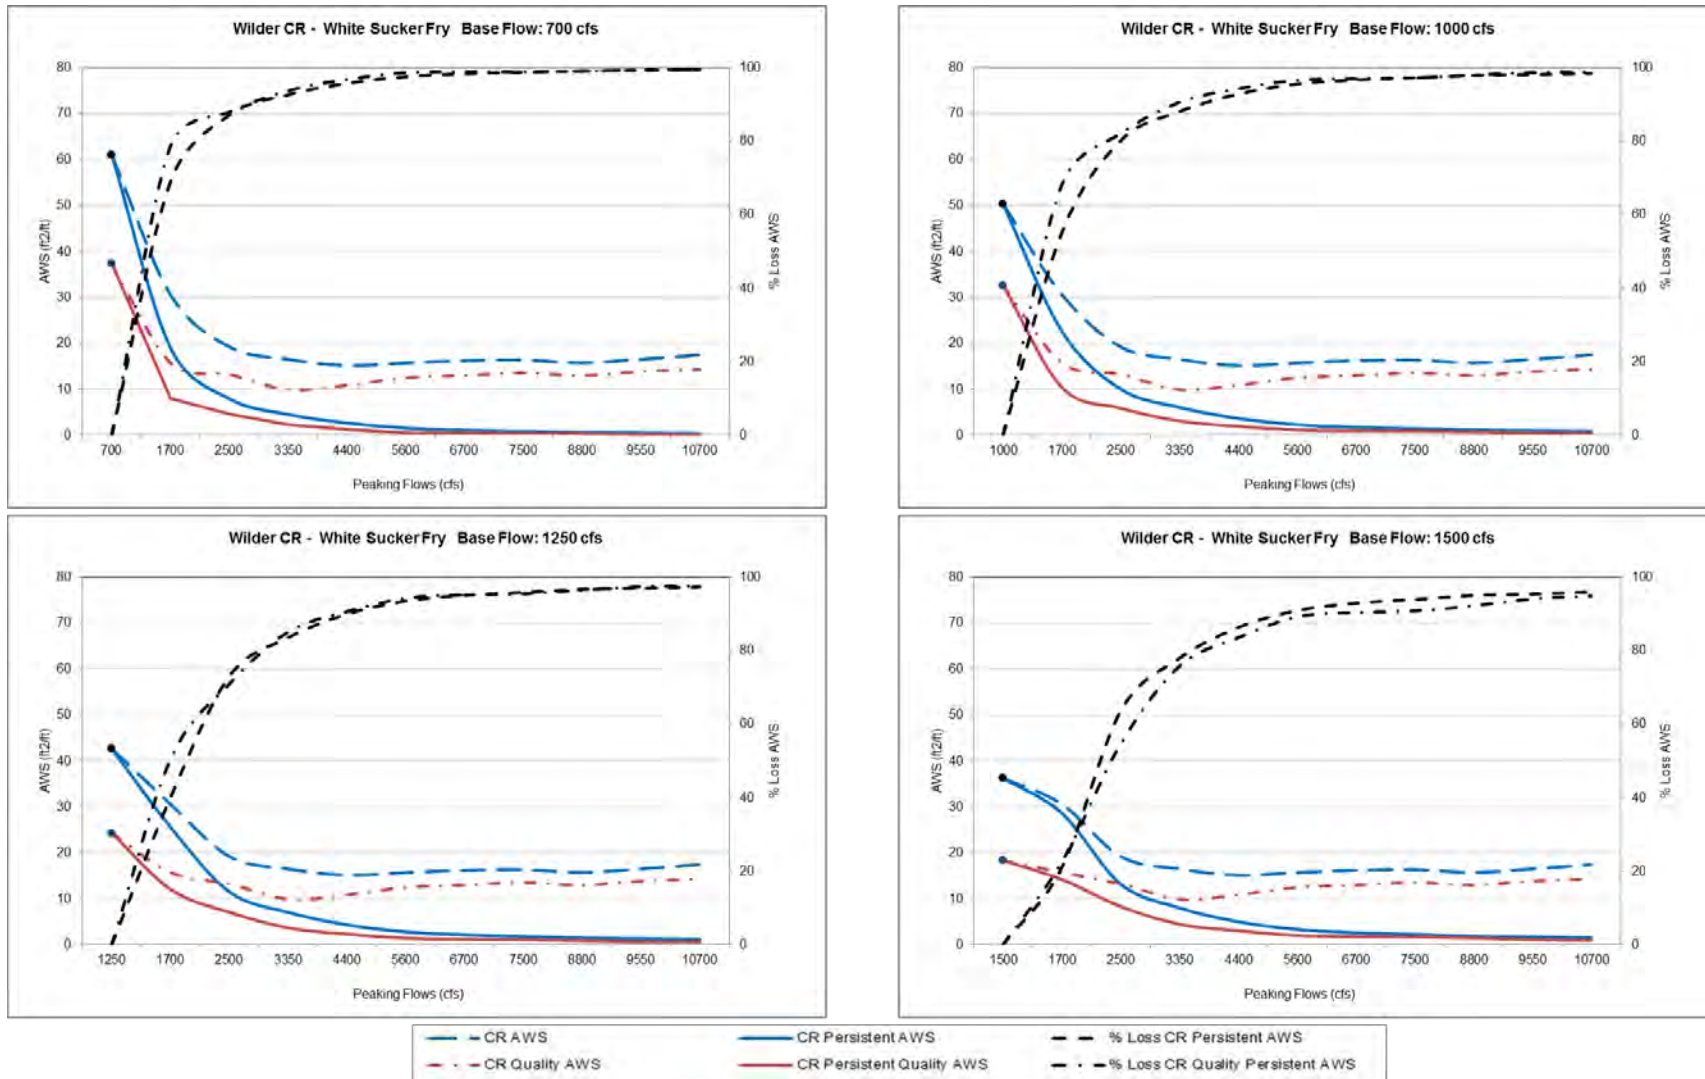 Wilder CR - White Sucker Fry Base Flow: 700 cfs
80
70
60
50
40
30
20
10
0
AWS (ft2/ft)
100
80
60
40
20
0
% Loss AWS
700 1700 2500 3350 4400 5600 6700 7500 8800 9550 10700
Peaking Flows (cfs)
Wilder CR - White Sucker Fry Base Flow: 1000 cfs
80
70
60
50
40
30
20
10
0
AWS (ft2/ft)
100
80
60
40
20
0
% Loss AWS
1000 1700 2500 3350 4400 5600 6700 7500 8800 9550 10700
Peaking Flows (cfs)
Wilder CR - White Sucker Fry Base Flow: 1250 cfs
80
70
60
50
40
30
20
10
0
AWS (ft2/ft)
100
80
60
40
20
0
% Loss AWS
1250 1700 2500 3350 4400 5600 6700 7500 8800 9550 10700
Peaking Flows (cfs)
Wilder CR - White Sucker Fry Base Flow: 1500 cfs
80
70
60
50
40
30
20
10
0
AWS (ft2/ft)
100
80
60
40
20
0
% Loss AWS
1500 1700 2500 3350 4400 5600 6700 7500 8800 9550 10700
Peaking Flows (cfs)
CR AWS CR Persistent AWS % Loss CR Persistent AWS
CR Quality AWS CR Persistent Quality AWS % Loss CR Quality Persistent AWS